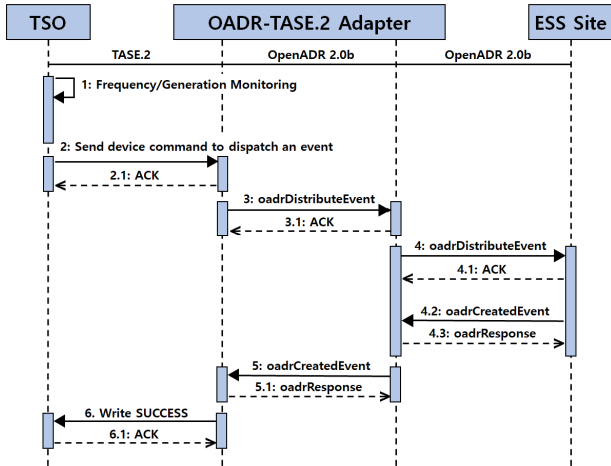 TSO
OADR-TASE.2 Adapter
ESS Site
TASE.2
OpenADR 2.0b
OpenADR 2.0b
1: Frequency/Generation Monitoring
2: Send device command to dispatch an event
2.1: ACK
3: oadrDistributeEvent
3.1: ACK
4: oadrDistributeEvent
4.1: ACK
4.2: oadrCreatedEvent
4.3: oadrResponse
5: oadrCreatedEvent
5.1: oadrResponse
6. Write SUCCESS
6.1: ACK